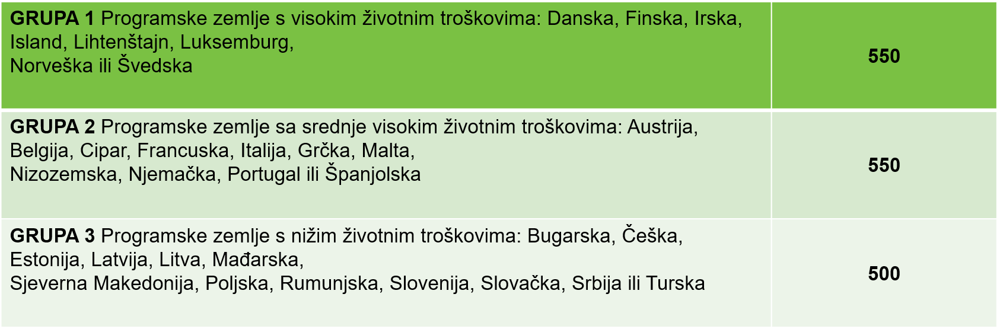 GRUPA 1 Programske zemlje s visokim životnim troškovima: Danska, Finska, Irska,
Island, Lihtenštajn, Luksemburg,
Norveška ili Švedska
550
GRUPA 2 Programske zemlje sa srednje visokim životnim troškovima: Austrija,
Belgija, Cipar, Francuska, Italija, Grčka, Malta,
Nizozemska, Njemačka, Portugal ili Španjolska
550
GRUPA 3 Programske zemlje s nižim životnim troškovima: Bugarska, Češka,
Estonija, Latvija, Litva, Mađarska,
Sjeverna Makedonija, Poljska, Rumunjska, Slovenija, Slovačka, Srbija ili Turska
500